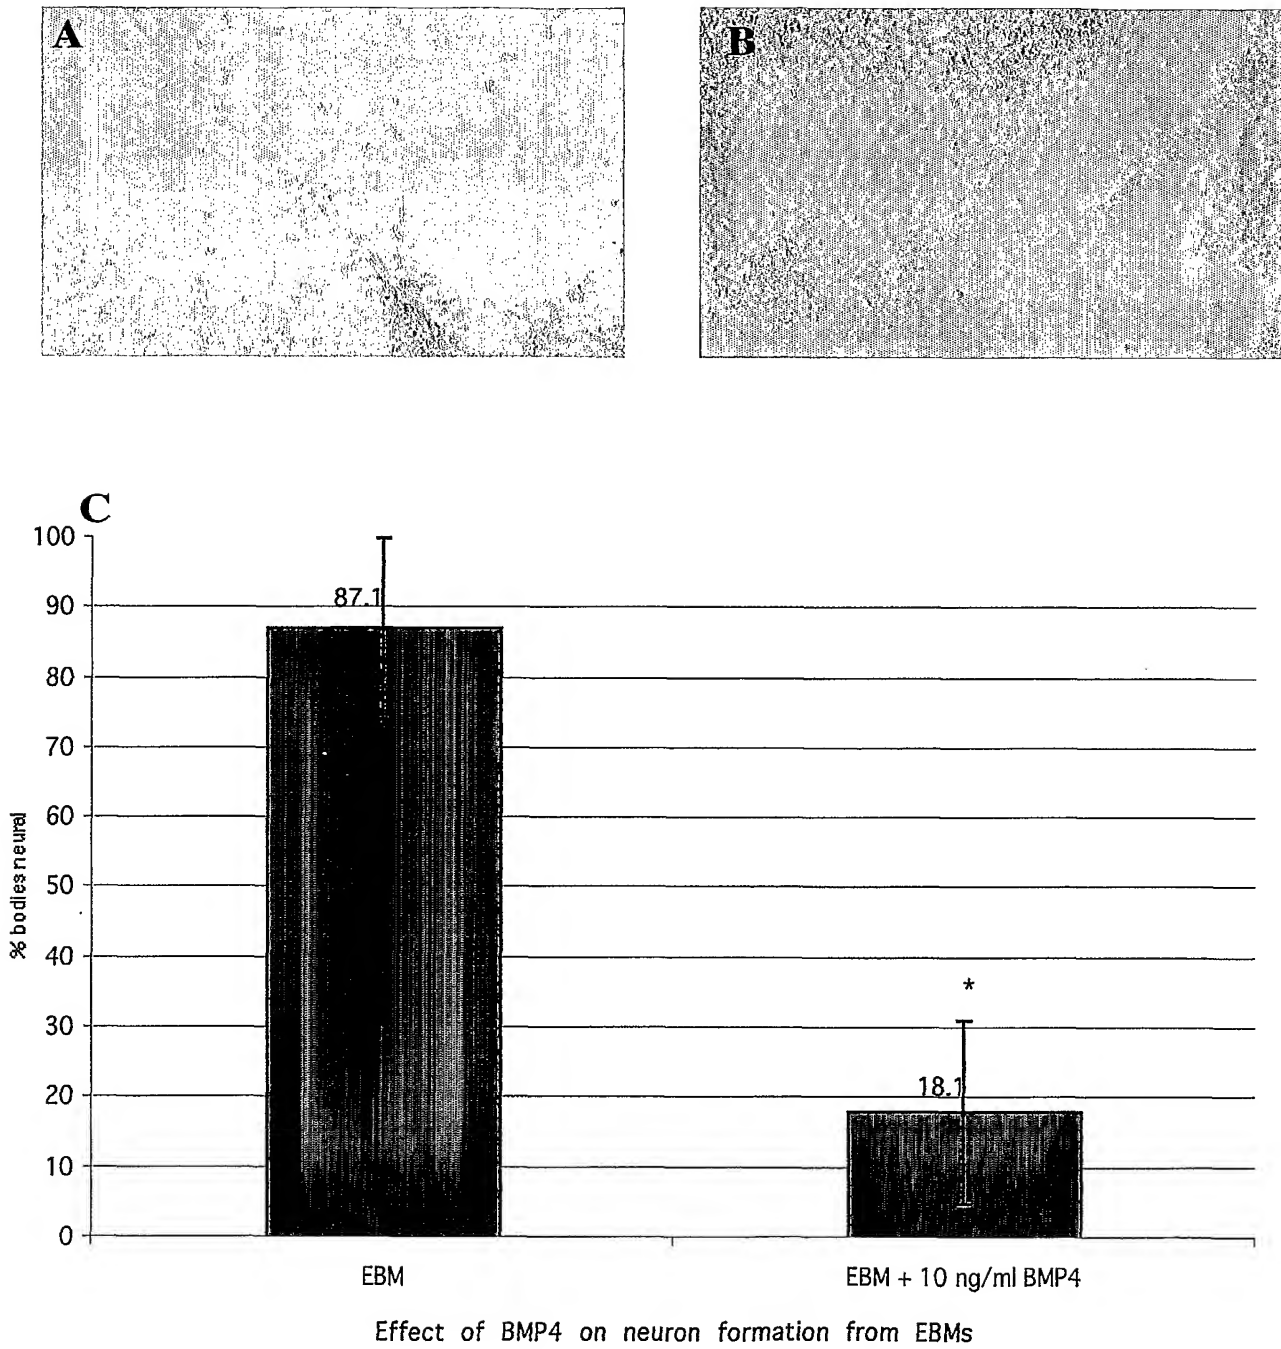 A
B
C
100
90
80
70
60
50
40
30
20
10
0
% bodies neural
87.1
*
18.1
EBM
EBM + 10 ng/ml BMP4
Effect of BMP4 on neuron formation from EBMs